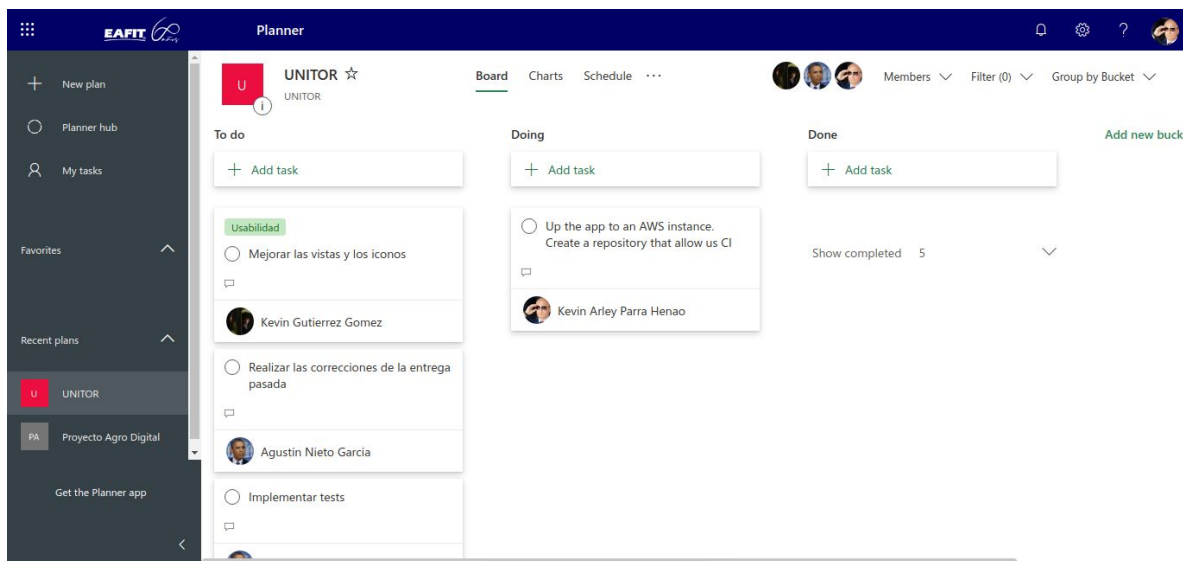 EAFIT
Planner
?
New plan
Planner hub
My tasks
Favorites
Recent plans
U UNITOR
PA Proyecto Agro Digital
Get the Planner app
U
UNITOR
UNITOR
i
Board Charts Schedule ...
Members Filter (0) Group by Bucket
To do
Add task
Usabilidad
Mejorar las vistas y los iconos
Kevin Gutierrez Gomez
Realizar las correcciones de la entrega
pasada
Agustin Nieto Garcia
Implementar tests
Doing
Add task
Up the app to an AWS instance.
Create a repository that allow us CI
Kevin Arley Parra Henao
Done
Add task
Show completed 5
Add new buck